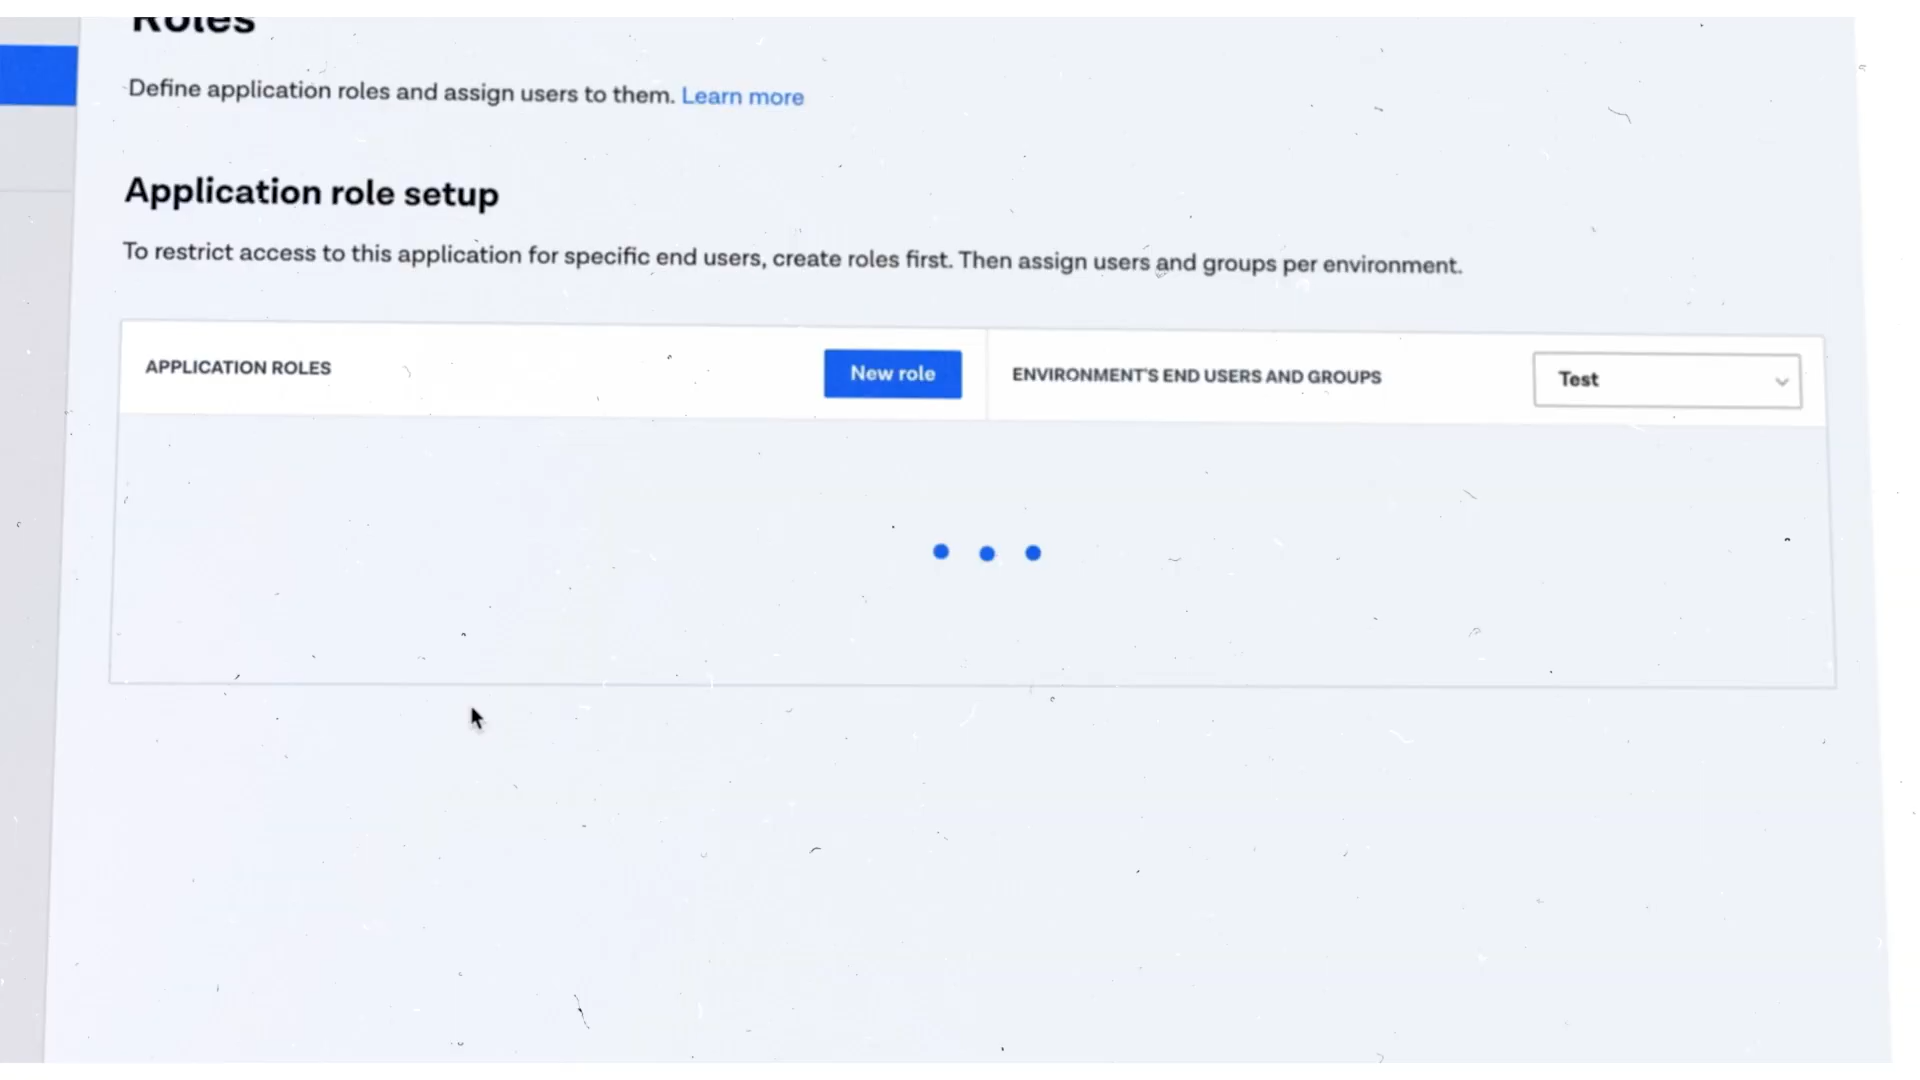 Roles
Define application roles and assign users to them. Learn more
Application role setup
To restrict access to this application for specific end users, create roles first. Then assign users and groups per environment.
APPLICATION ROLES
New role
ENVIRONMENT'S END USERS AND GROUPS
Test